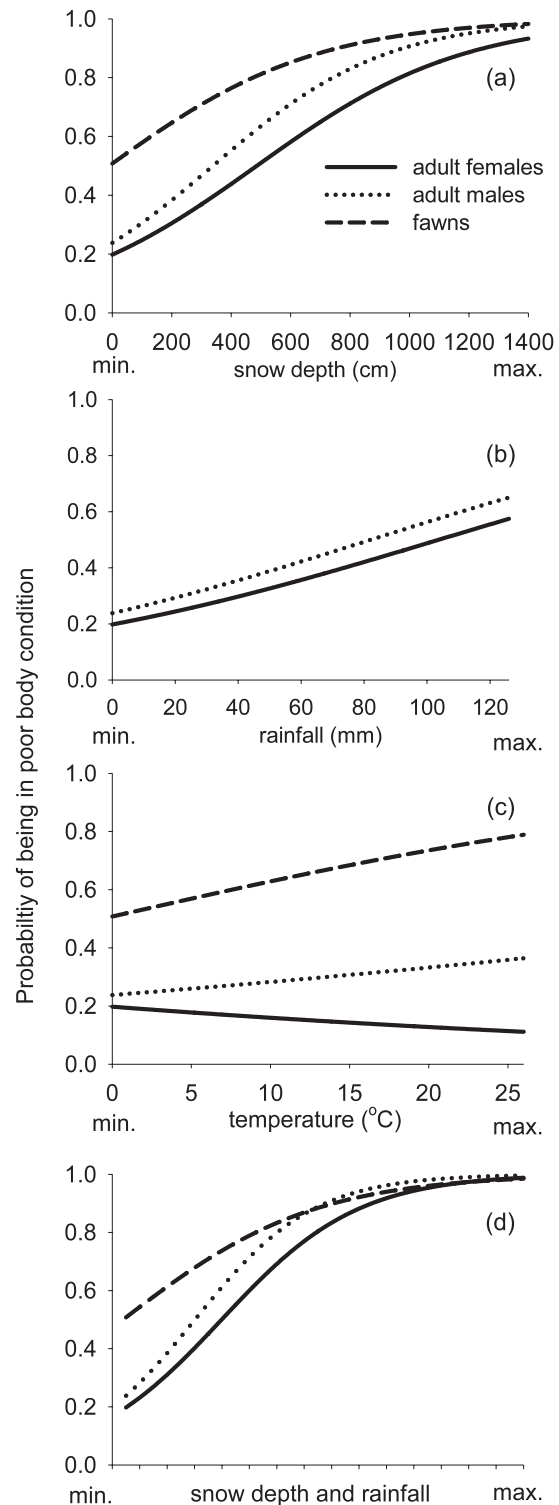 1.0
(a)
0.8
0.6
adult females
0.4
adult males
fawns
0.2
0.0
0 200 400 600 800 1000 1200 1400
min. snow depth (cm) max.
1.0
(b)
0.8
0.6
0.4
0.2
0.0
0 20 40 60 80 100 120
min. rainfall (mm) max.
Probabiltiy of being in poor body condition
1.0
(c)
0.8
0.6
0.4
0.2
0.0
0 5 10 15 20 25
min. temperature (°C) max.
1.0
(d)
0.8
0.6
0.4
0.2
0.0
min. snow depth and rainfall max.